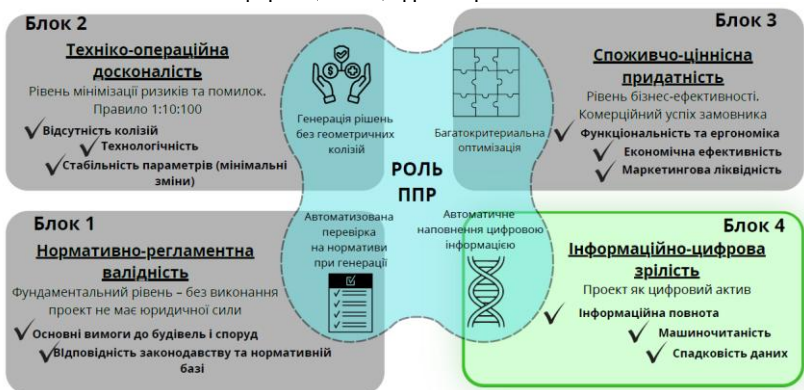 Блок 2
Техніко-операційна
досконалість
Рівень мінімізації ризиків та помилок.
Правило 1:10:100
Відсутність колізій
Технологічність
Стабільність параметрів (мінімальні
зміни)
Генерація рішень
без геометричних
колізій
Багатокритеріальна
оптимізація
Блок 3
Споживчо-ціннісна
придатність
Рівень бізнес-ефективності.
Комерційний успіх замовника
Функціональність та ергономіка
Економічна ефективність
Маркетингова ліквідність
РОЛЬ
ППР
Блок 1
Нормативно-регламентна
валідність
Фундаментальний рівень – без виконання
проект не має юридичної сили
Основні вимоги до будівель і споруд
Відповідність законодавству та нормативній
базі
Автоматизована
перевірка
на нормативи
при генерації
Автоматичне
наповнення цифровою
інформацією
Блок 4
Інформаційно-цифрова
зрілість
Проект як цифровий актив
Інформаційна повнота
Машиночитаність
Спадковість даних